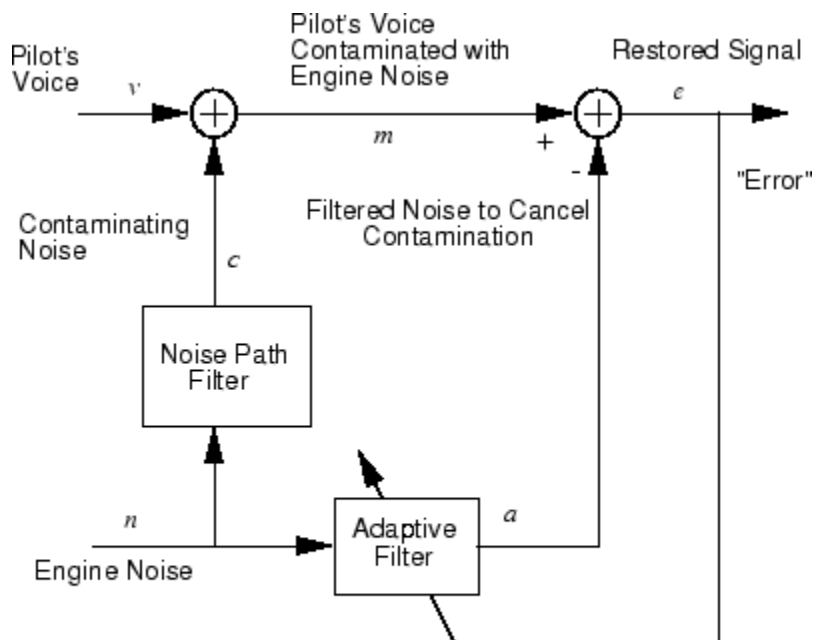 Pilot's
Voice
v
+
Pilot's Voice
Contaminated with
Engine Noise
m
+
-
+
Restored Signal
e
"Error"
Contaminating
Noise
c
Filtered Noise to Cancel
Contamination
Noise Path
Filter
n
Engine Noise
Adaptive
Filter
a